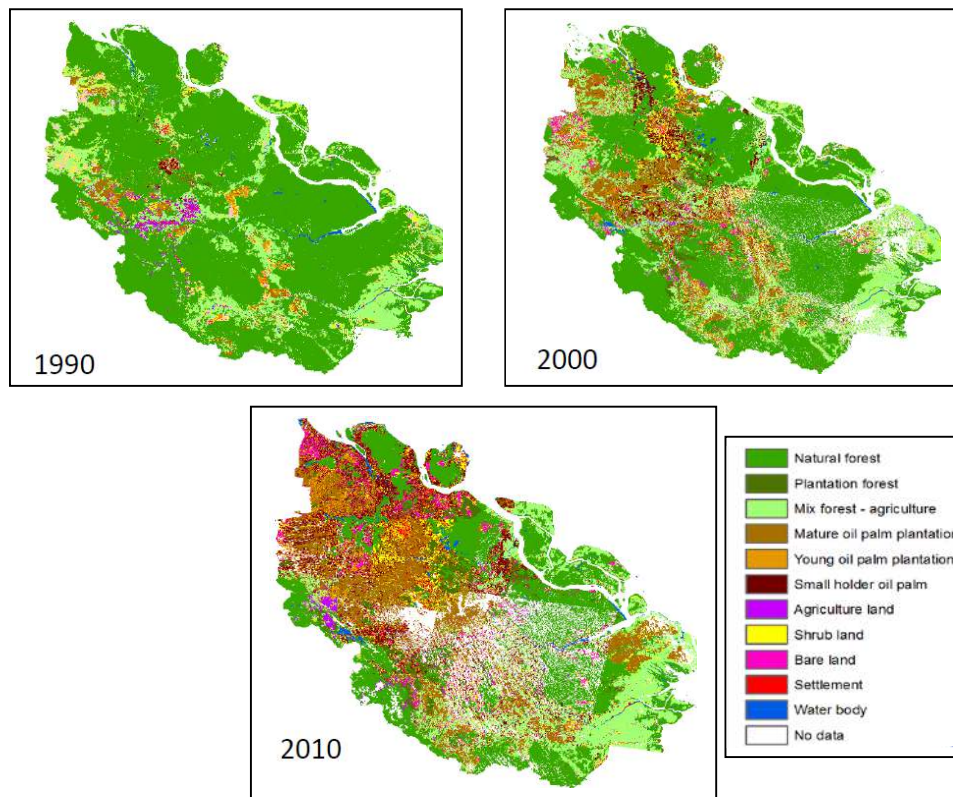 1990
2000
2010
Natural forest
Plantation forest
Mix forest - agriculture
Mature oil palm plantation
Young oil palm plantation
Small holder oil palm
Agriculture land
Shrub land
Bare land
Settlement
Water body
No data